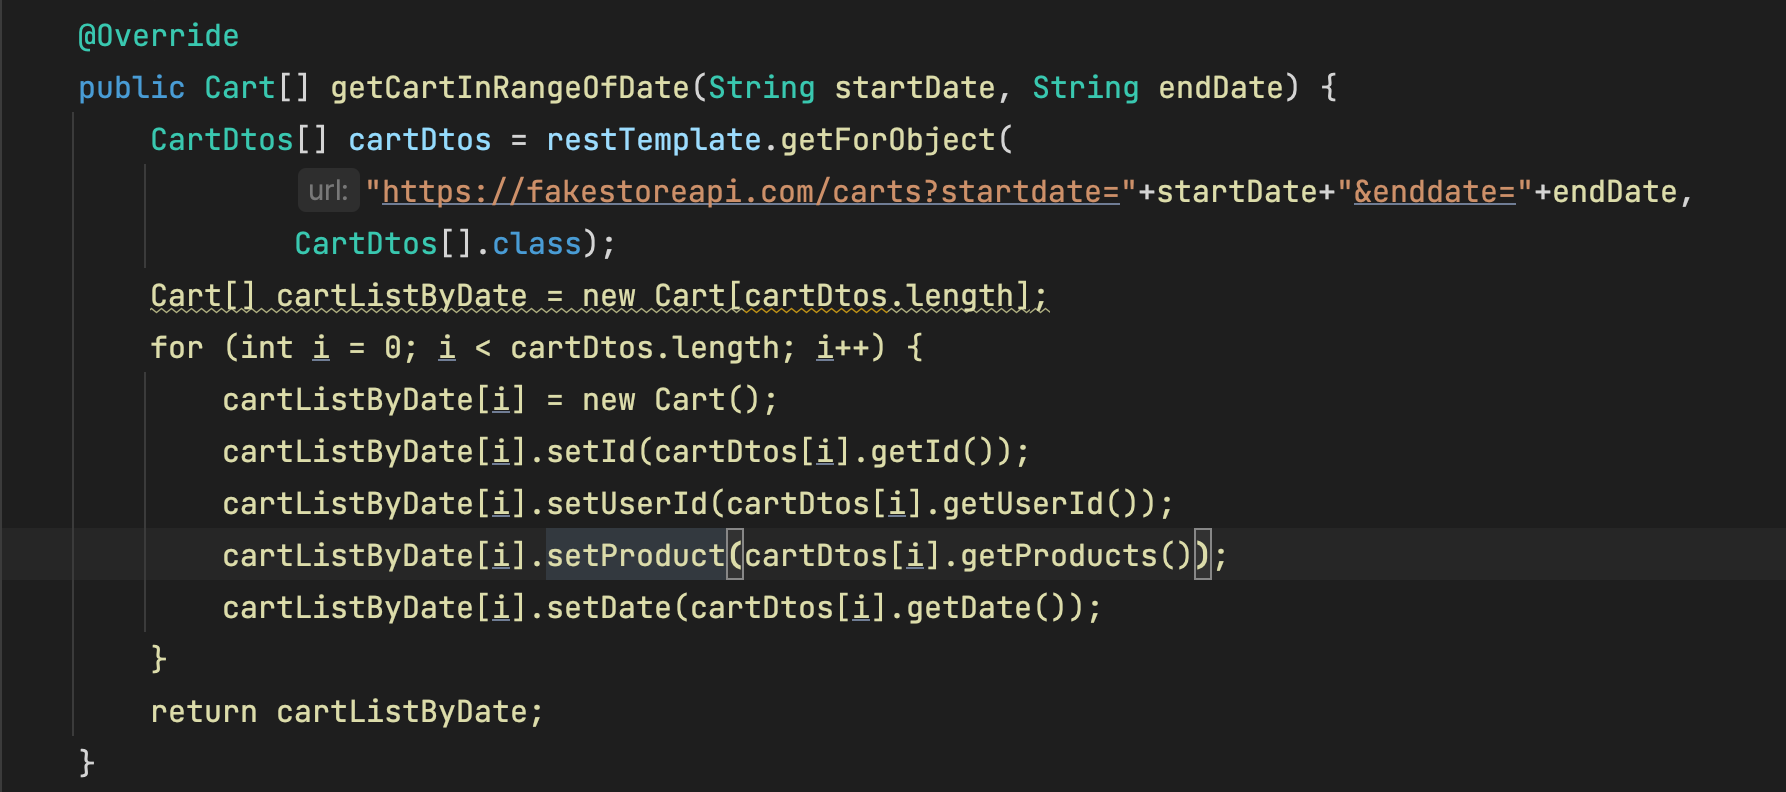 @Override
public Cart[] getCartInRangeOfDate(String startDate, String endDate) {
CartDtos[] cartDtos = restTemplate.getForObject(
url: "https://fakestoreapi.com/carts?startdate="+startDate+"&enddate="+endDate,
CartDtos[].class);
Cart[] cartListByDate = new Cart[cartDtos.length];
for (int i = 0; i < cartDtos.length; i++) {
cartListByDate[i] = new Cart();
cartListByDate[i].setId(cartDtos[i].getId());
cartListByDate[i].setUserId(cartDtos[i].getUserId());
cartListByDate[i].setProduct(cartDtos[i].getProducts());
cartListByDate[i].setDate(cartDtos[i].getDate());
}
return cartListByDate;
}